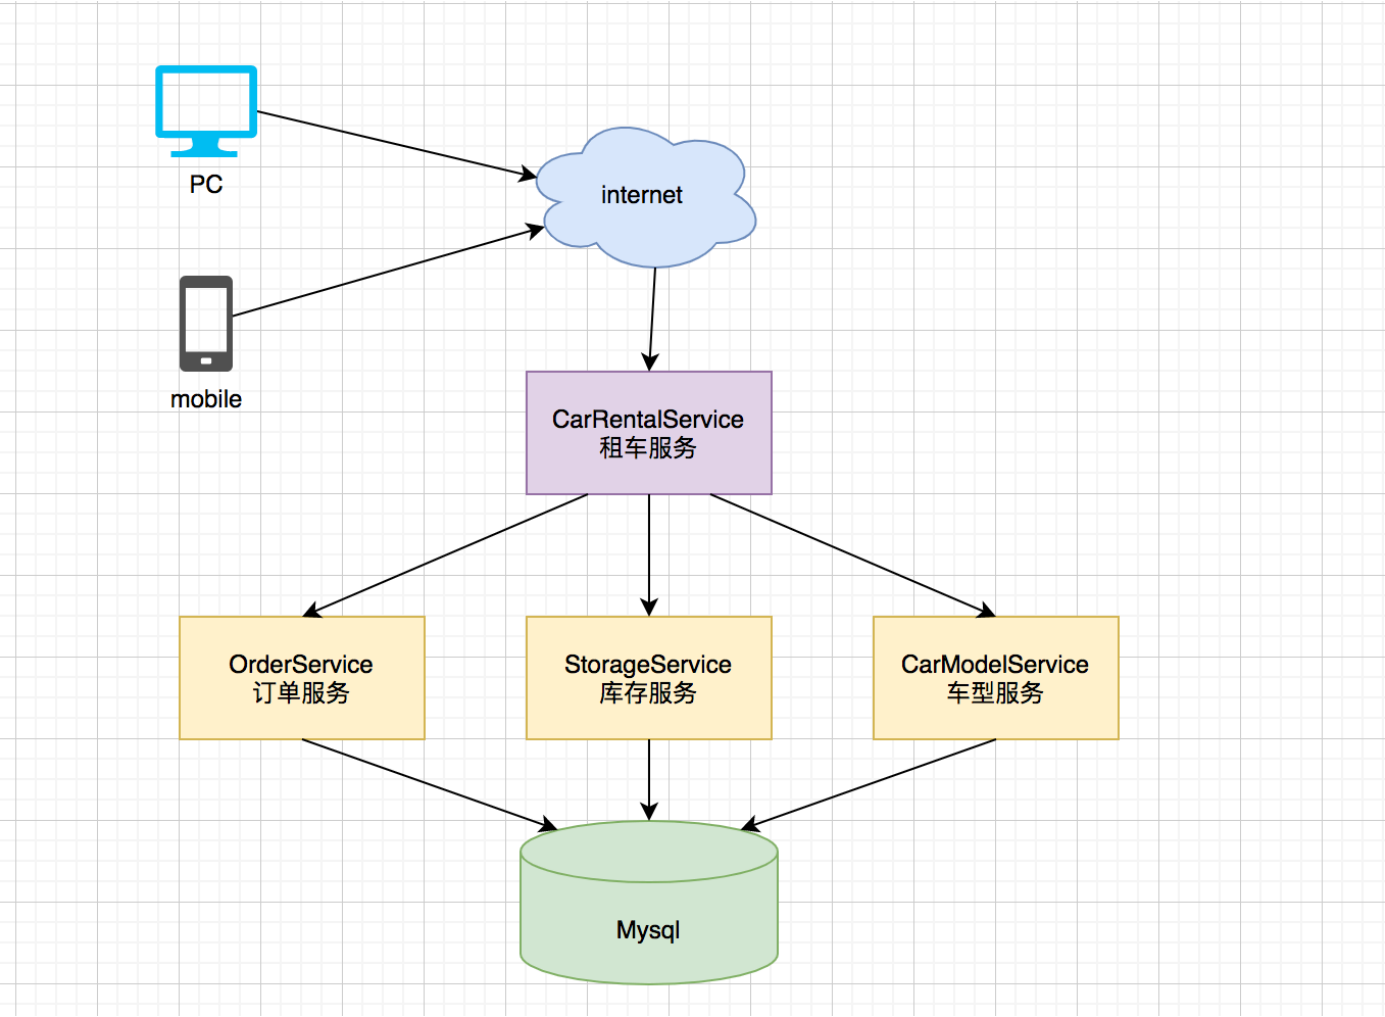 PC
internet
mobile
CarRentalService
租车服务
OrderService
订单服务
StorageService
库存服务
CarModelService
车型服务
Mysql